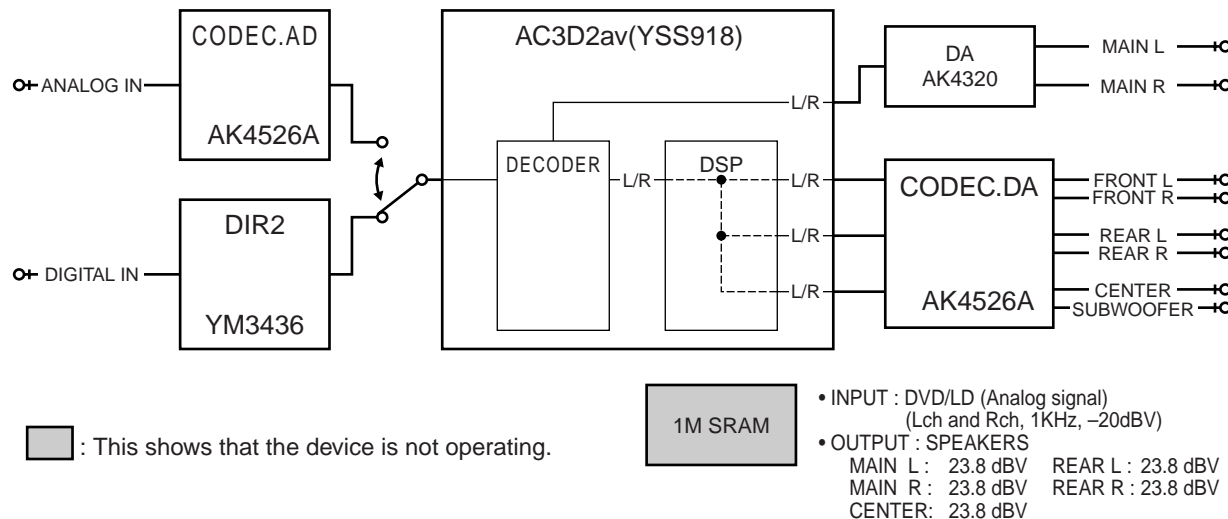 CODEC.AD
AK4526A
ANALOG IN
DIR2
YM3436
DIGITAL IN
AC3D2av(YSS918)
DECODER
L/R
DSP
L/R
L/R
L/R
L/R
DA
AK4320
MAIN L
MAIN R
CODEC.DA
AK4526A
FRONT L
FRONT R
REAR L
REAR R
CENTER
SUBWOOFER
: This shows that the device is not operating.
1M SRAM
• INPUT : DVD/LD (Analog signal)
(Lch and Rch, 1KHz, –20dBV)
• OUTPUT : SPEAKERS
MAIN L : 23.8 dBV REAR L : 23.8 dBV
MAIN R : 23.8 dBV REAR R : 23.8 dBV
CENTER: 23.8 dBV